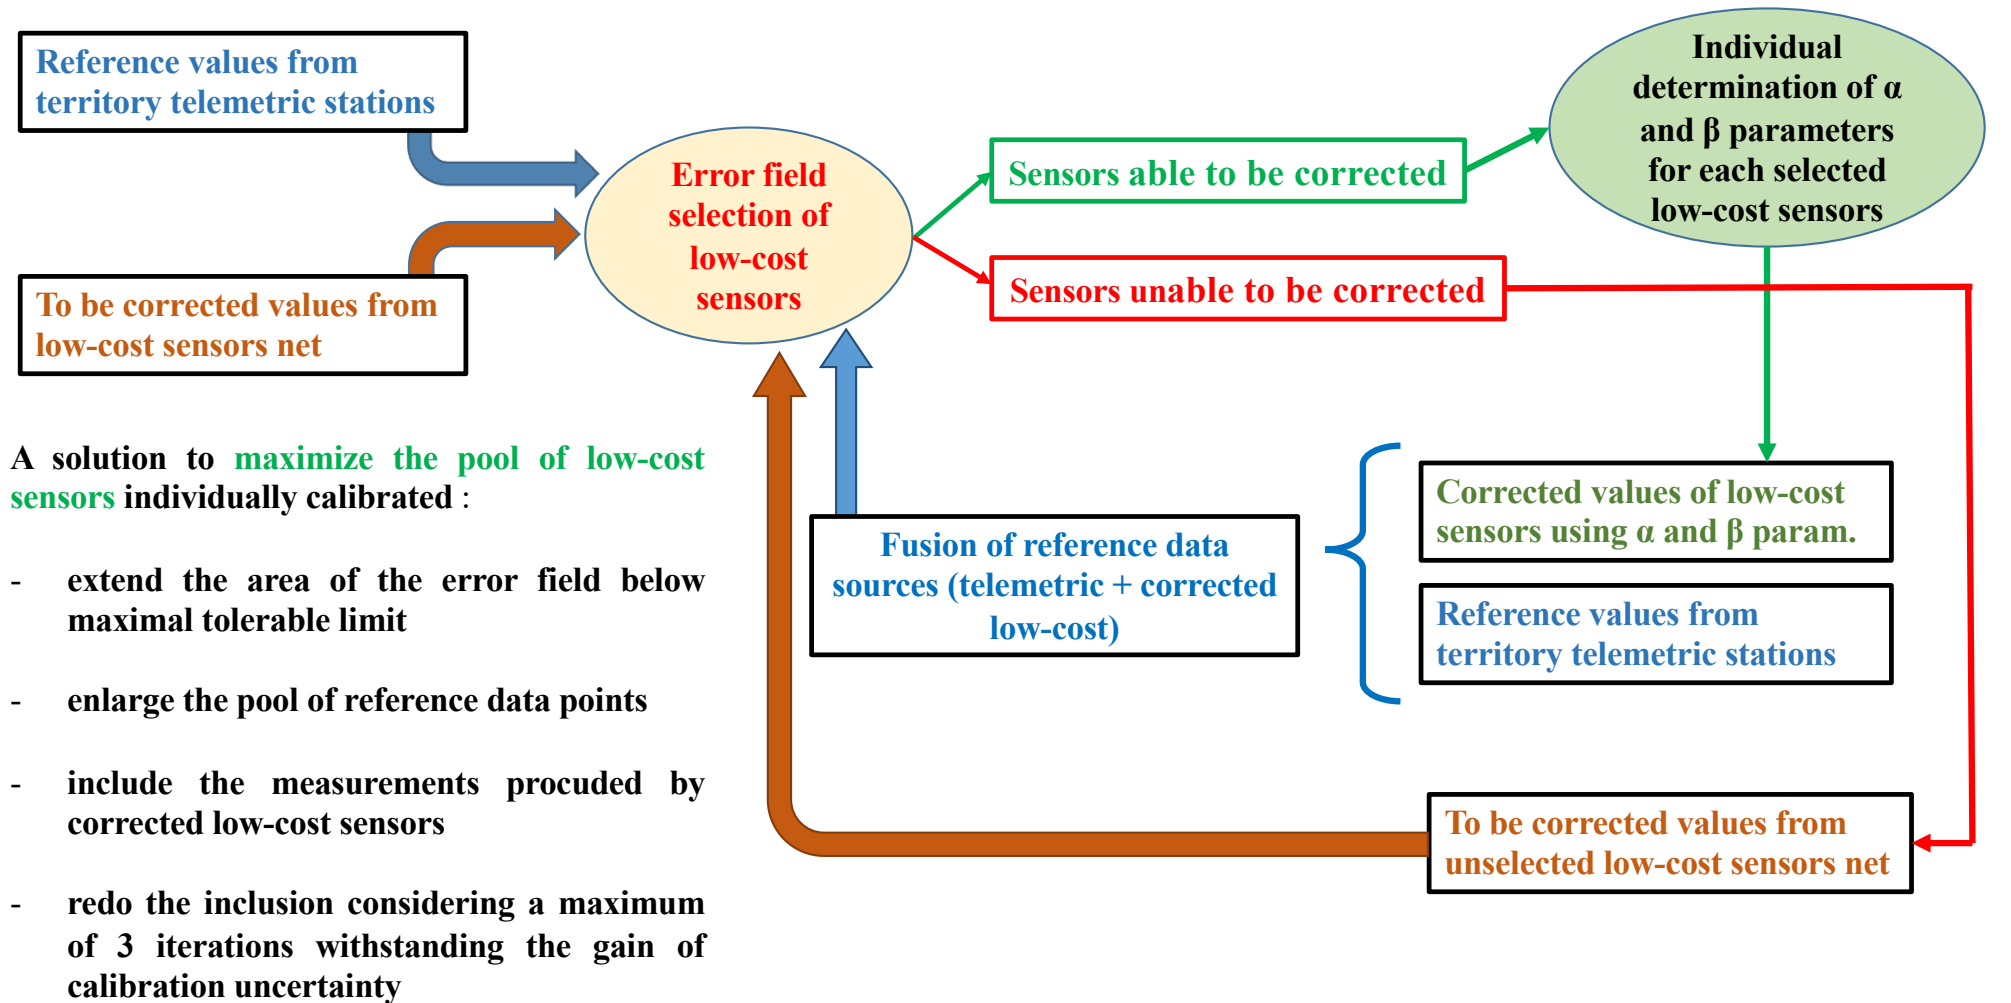 Reference values from
territory telemetric stations
To be corrected values from
low-cost sensors net
Error field
selection of
low-cost
sensors
Sensors able to be corrected
Sensors unable to be corrected
Individual
determination of α
and β parameters
for each selected
low-cost sensors
A solution to maximize the pool of low-cost
sensors individually calibrated :
- extend the area of the error field below
maximal tolerable limit
- enlarge the pool of reference data points
- include the measurements procuded by
corrected low-cost sensors
- redo the inclusion considering a maximum
of 3 iterations withstanding the gain of
calibration uncertainty
Fusion of reference data
sources (telemetric + corrected
low-cost)
Corrected values of low-cost
sensors using α and β param.
Reference values from
territory telemetric stations
To be corrected values from
unselected low-cost sensors net